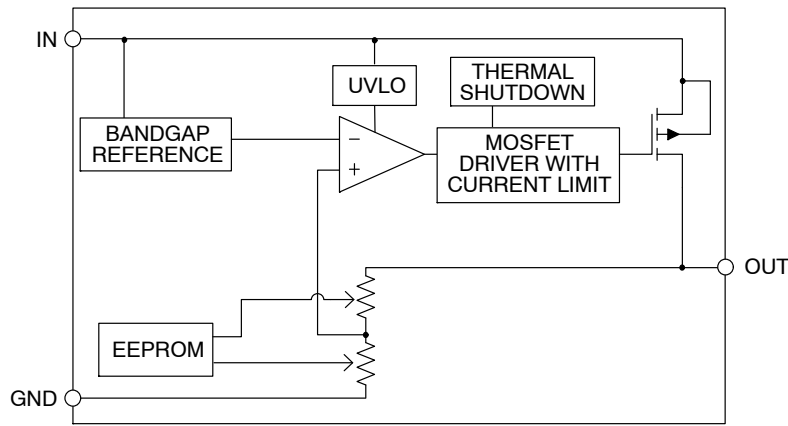 IN
UVLO
THERMAL
SHUTDOWN
BANDGAP
REFERENCE
−
+
MOSFET
DRIVER WITH
CURRENT LIMIT
OUT
EEPROM
GND